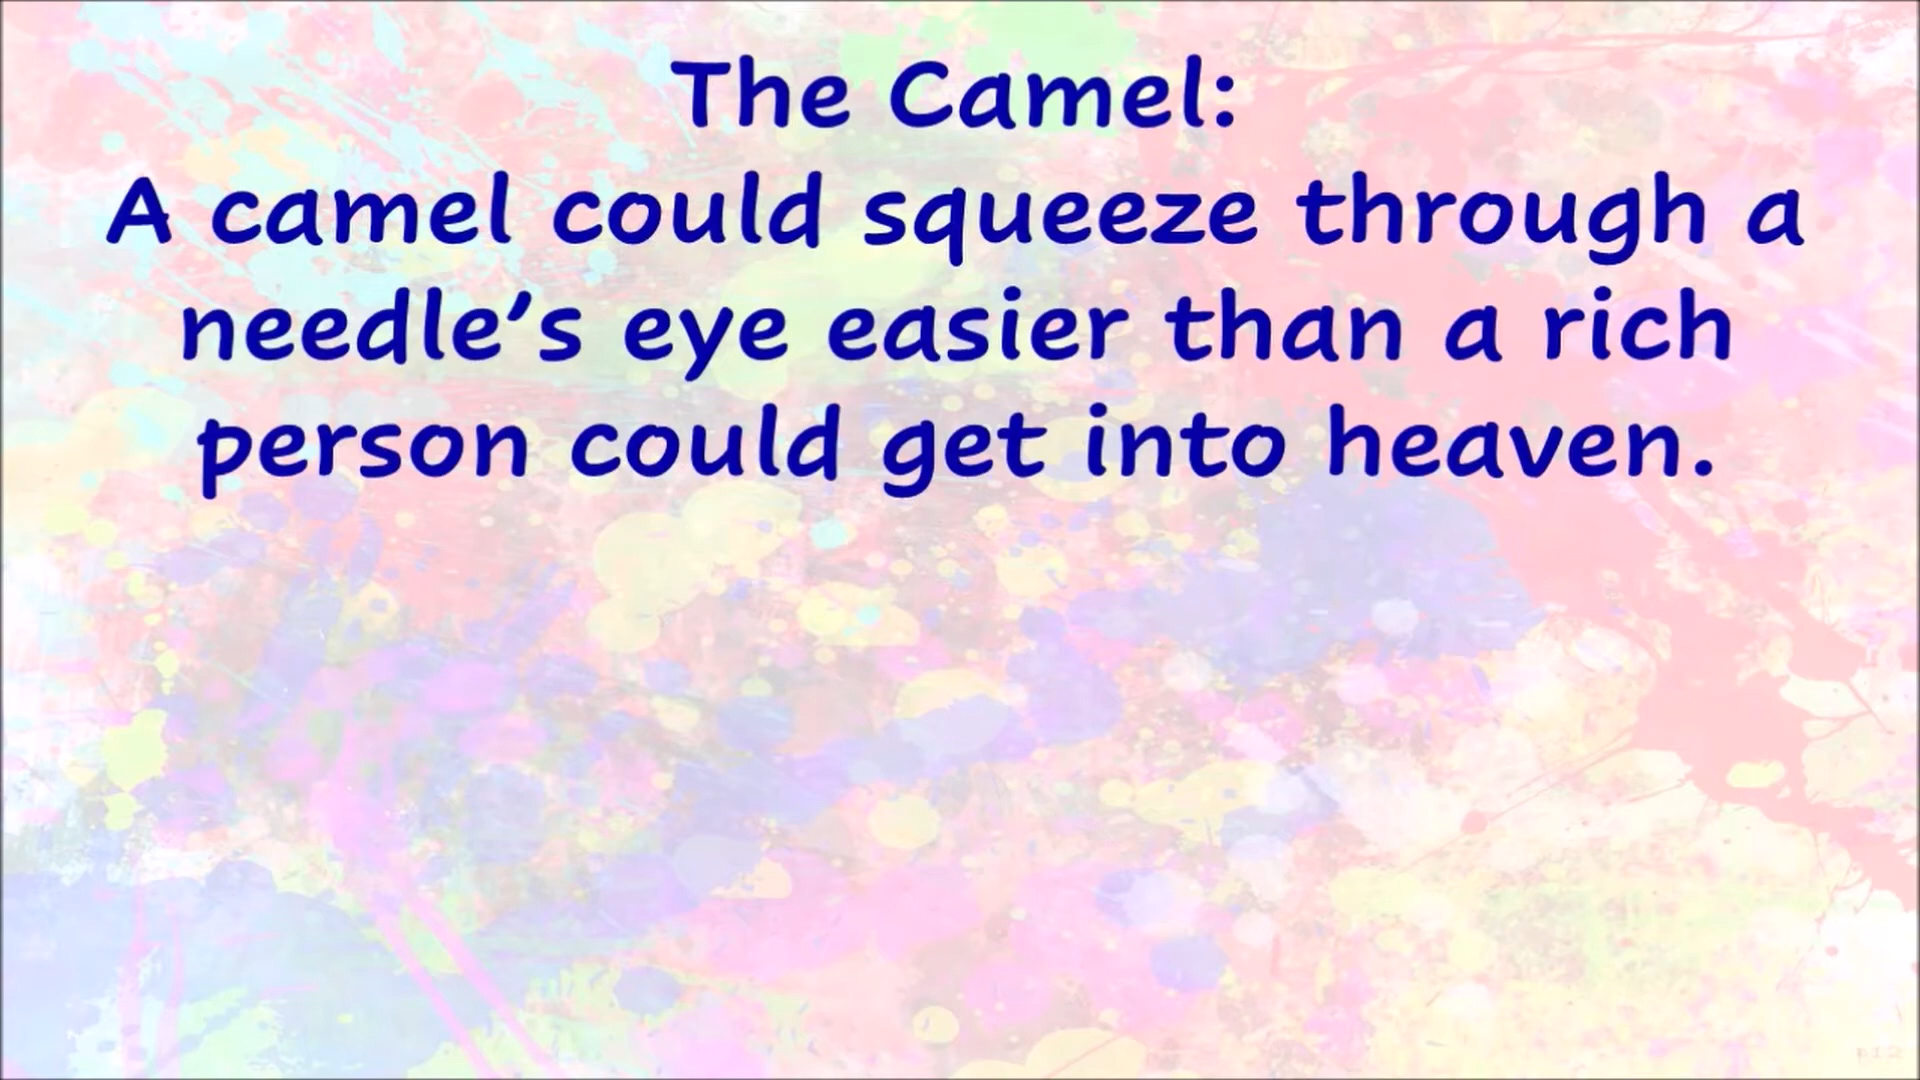 The Camel:
A camel could squeeze through a
needle’s eye easier than a rich
person could get into heaven.